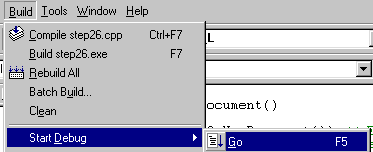 Build Tools Window Help
Compile step26.cpp Ctrl+F7
L
Build step26.exe F7
Rebuild All
Batch Build...
Clean
ocument()
Start Debug
Go F5